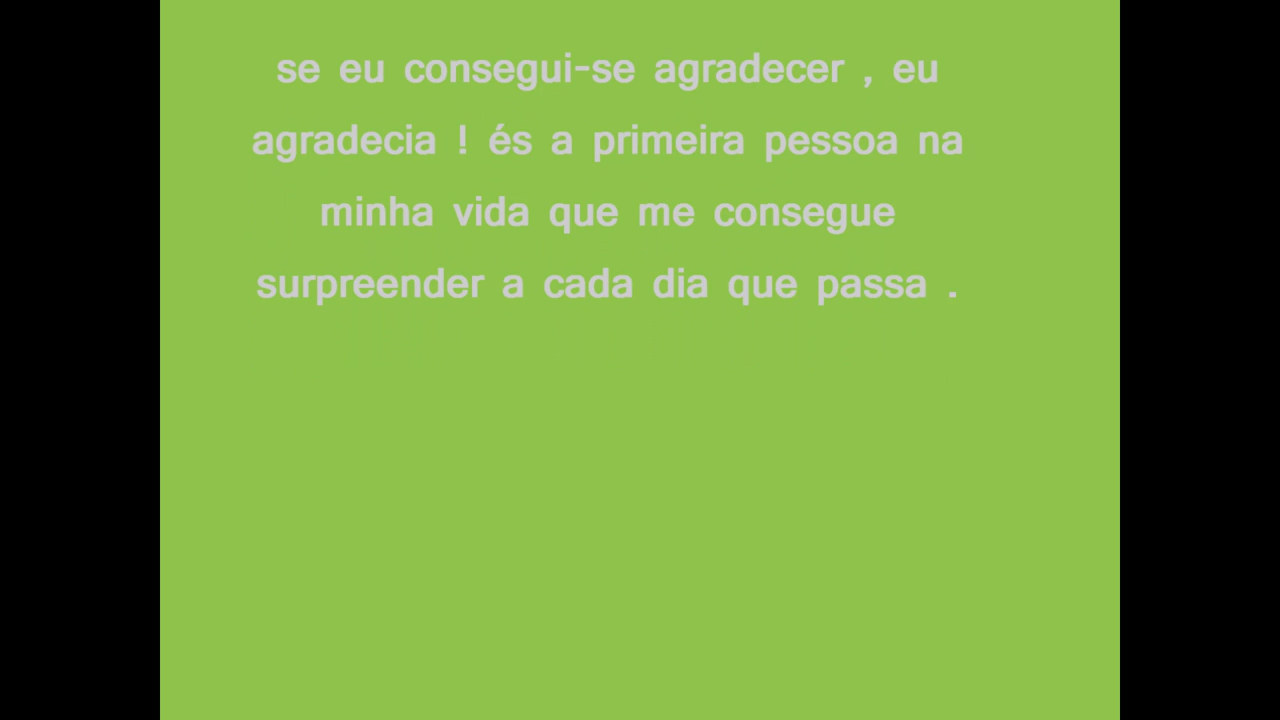 se eu consegui-se agradecer , eu
agradecia ! és a primeira pessoa na
minha vida que me consegue
surpreender a cada dia que passa .